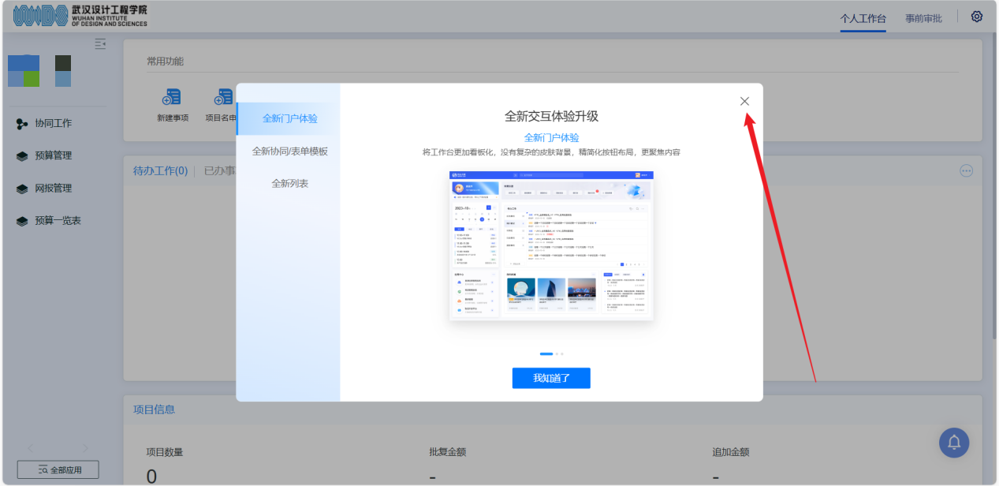 武汉设计工程学院
WUHAN INSTITUTE
OF DESIGN AND SCIENCES
个人工作台
事前审批
常用功能
新建事项
项目名申
协同工作
预算管理
网报管理
预算一览表
全部应用
待办工作(0)
已办事
全新门户体验
全新协同/表单模板
全新列表
全新交互体验升级
全新门户体验
将工作台更加看板化，没有复杂的皮肤背景，精简化按钮布局，更聚焦内容
我知道了
项目信息
项目数量
批复金额
追加金额
0
-
-